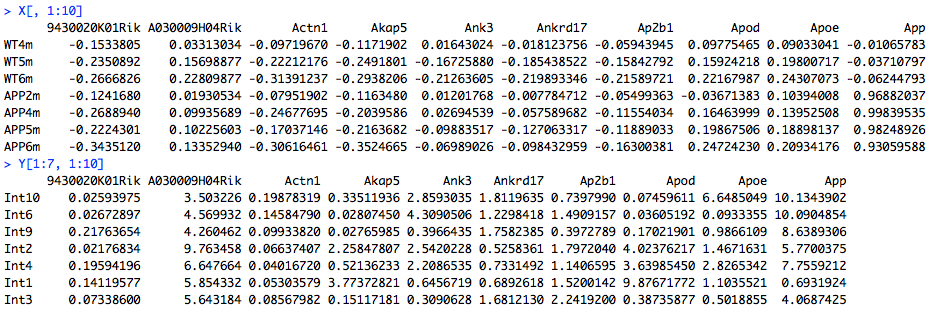 > X[, 1:10]
9430020K01Rik A030009H04Rik Actn1 Akap5 Ank3 Ankrd17 Ap2b1 Apod Apoe App
WT4m -0.1533805 0.03313034 -0.09719670 -0.1171902 0.01643024 -0.018123756 -0.05943945 0.09775465 0.09033041 -0.01065783
WT5m -0.2350892 0.15698877 -0.22212176 -0.2491801 -0.16725880 -0.185438522 -0.15842792 0.15924218 0.19800717 -0.03710797
WT6m -0.2666826 0.22809877 -0.31391237 -0.2938206 -0.21263605 -0.219893346 -0.21589721 0.22167987 0.24307073 -0.06244793
APP2m -0.1241680 0.01930534 -0.07951902 -0.1163480 0.01201768 -0.007784712 -0.05499363 -0.03671383 0.10394008 0.96882037
APP4m -0.2688940 0.09935689 -0.24677695 -0.2039586 0.02694539 -0.057589682 -0.11554034 0.16463999 0.13952508 0.99839535
APP5m -0.2224301 0.10225603 -0.17037146 -0.2163682 -0.09883517 -0.127063317 -0.11889033 0.19867506 0.18898137 0.98248926
APP6m -0.3435120 0.13352940 -0.30616461 -0.3524665 -0.06989026 -0.098432959 -0.16300381 0.24724230 0.20934176 0.93059588
> Y[1:7, 1:10]
9430020K01Rik A030009H04Rik Actn1 Akap5 Ank3 Ankrd17 Ap2b1 Apod Apoe App
Int10 0.02593975 3.503226 0.19878319 0.33511936 2.8593035 1.8119635 0.7397990 0.07459611 6.6485049 10.1343902
Int6 0.02672897 4.569932 0.14584790 0.02807450 4.3090506 1.2298418 1.4909157 0.03605192 0.0933355 10.0904854
Int9 0.21763654 4.260462 0.09933820 0.02765985 0.3966435 1.7582385 0.3972789 0.17021901 0.9866109 8.6389306
Int2 0.02176834 9.763458 0.06637407 2.25847807 2.5420228 0.5258361 1.7972040 4.02376217 1.4671631 5.7700375
Int4 0.19594196 6.647664 0.04016720 0.52136233 2.2086535 0.7331492 1.1406595 3.63985450 2.8265342 7.7559212
Int1 0.14119577 5.854332 0.05303579 3.77372821 0.6456719 0.6892618 1.5200142 9.87671772 1.1035521 0.6931924
Int3 0.07338600 5.643184 0.08567982 0.15117181 0.3090628 1.6812130 2.2419200 0.38735877 0.5018855 4.0687425